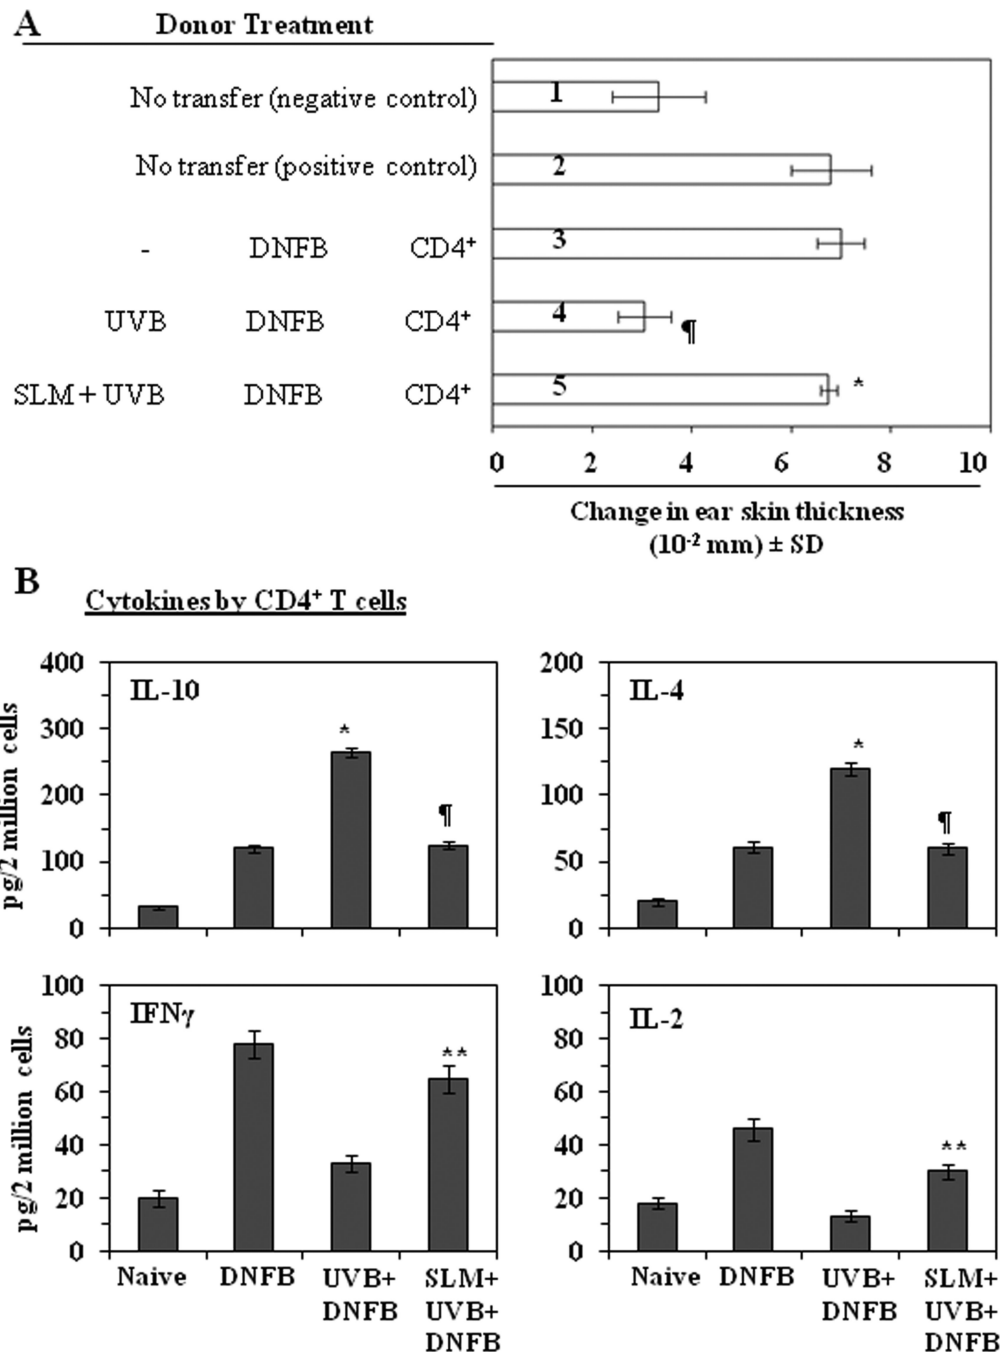 A
Donor Treatment
No transfer (negative control) 1
No transfer (positive control) 2
- DNFB CD4⁺ 3
UVB DNFB CD4⁺ 4 ¶
SLM + UVB DNFB CD4⁺ 5 *
0 2 4 6 8 10
Change in ear skin thickness
(10⁻² mm) ± SD
B
Cytokines by CD4⁺ T cells
pg/2 million cells
400
300
200
100
0
IL-10
*
¶
200
150
100
50
0
IL-4
*
¶
pg/2 million cells
100
80
60
40
20
0
IFNγ
**
Naive DNFB UVB+ SLM+
DNFB UVB+
DNFB
100
80
60
40
20
0
IL-2
**
Naive DNFB UVB+ SLM+
DNFB UVB+
DNFB